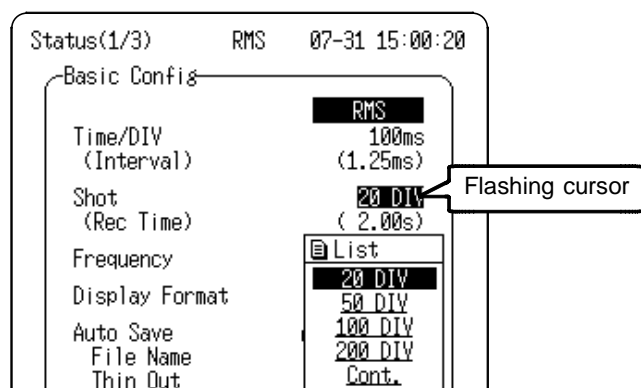 Status(1/3) RMS 07-31 15:00:20
Basic Config
RMS
Time/DIV 100ms
(Interval) (1.25ms)
Shot 20 DIV
Flashing cursor
(Rec Time) ( 2.00s)
Frequency
List
20 DIV
Display Format
50 DIV
Auto Save 100 DIV
File Name 200 DIV
Thin Out Cont.